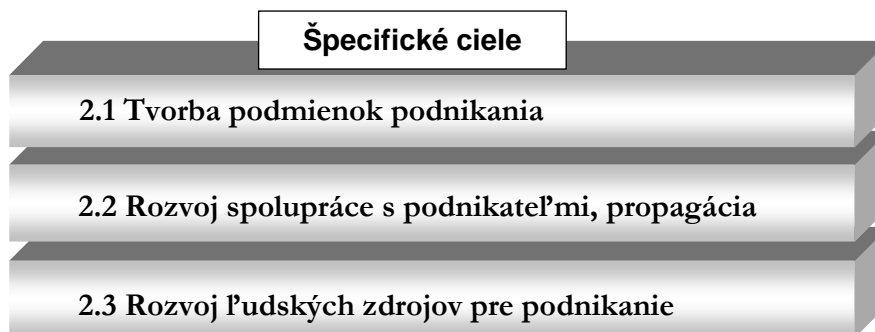 Špecifické ciele
2.1 Tvorba podmienok podnikania
2.2 Rozvoj spolupráce s podnikateľmi, propagácia
2.3 Rozvoj ľudských zdrojov pre podnikanie